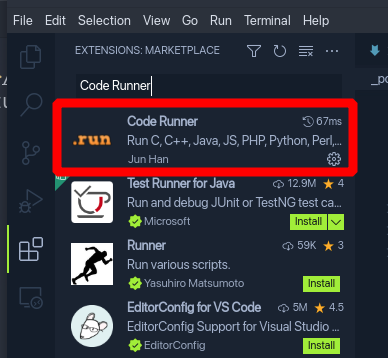 File Edit Selection View Go Run Terminal Help
EXTENSIONS: MARKETPLACE
Code Runner
.run
Code Runner 67ms
Run C, C++, Java, JS, PHP, Python, Perl,...
Jun Han
Test Runner for Java 12.9M 4
Run and debug JUnit or TestNG test ca...
Microsoft Install
Runner 59K 3
Run various scripts.
Yasuhiro Matsumoto Install
EditorConfig for VS Code 5M 4.5
EditorConfig Support for Visual Studio ...
EditorConfig Install